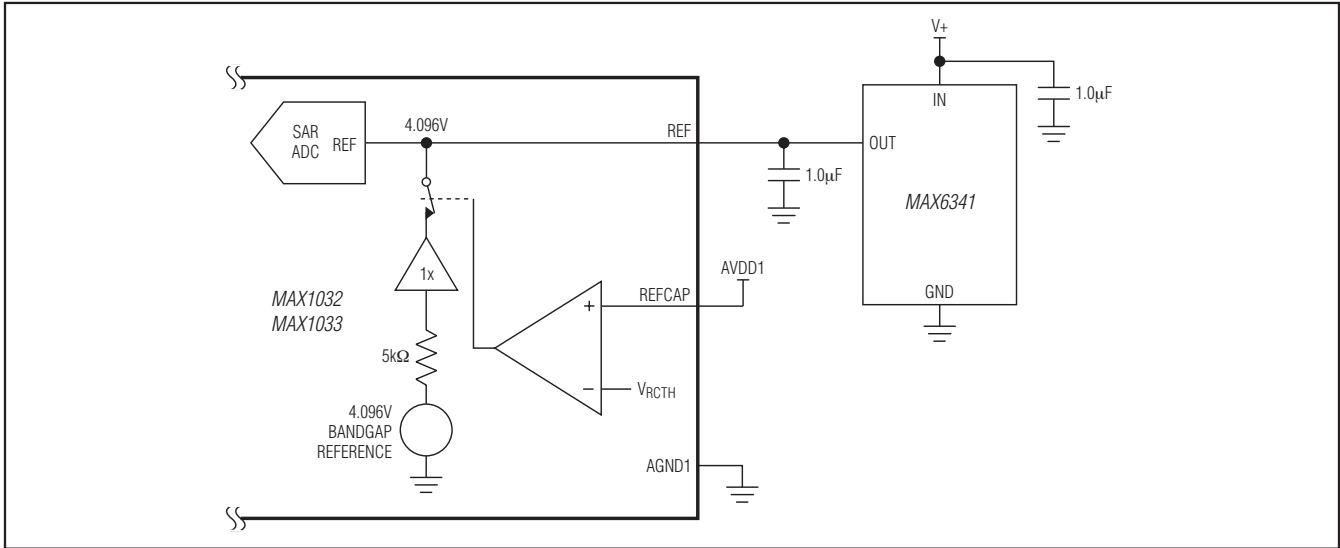 V+
IN
1.0µF
SAR
ADC
REF
4.096V
REF
OUT
1.0µF
MAX6341
1x
AVDD1
REFCAP
+
GND
MAX1032
MAX1033
5kΩ
–
VRCTH
4.096V
BANDGAP
REFERENCE
AGND1